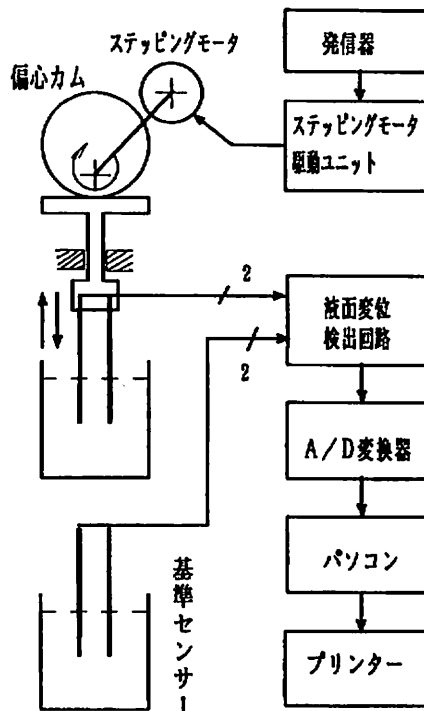 ステッピングモータ
偏心カム
発信器
ステッピングモータ
駆動ユニット
2
2
液面変位
検出回路
A/D変換器
パソコン
プリンター
基準センサー